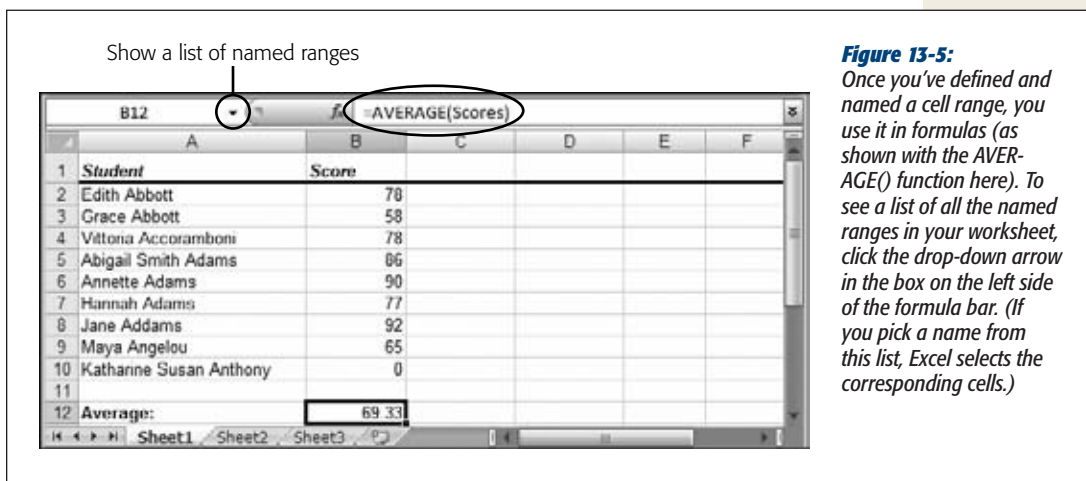 Show a list of named ranges
B12 fx =AVERAGE(Scores)
A B C D E F
1 Student Score
2 Edith Abbott 78
3 Grace Abbott 58
4 Vittoria Accoramboni 78
5 Abigail Smith Adams 86
6 Annette Adams 90
7 Hannah Adams 77
8 Jane Addams 92
9 Maya Angelou 65
10 Katharine Susan Anthony 0
11
12 Average: 69.33
Sheet1 Sheet2 Sheet3
Figure 13-5:
Once you've defined and
named a cell range, you
use it in formulas (as
shown with the AVER-
AGE() function here). To
see a list of all the named
ranges in your worksheet,
click the drop-down arrow
in the box on the left side
of the formula bar. (If
you pick a name from
this list, Excel selects the
corresponding cells.)